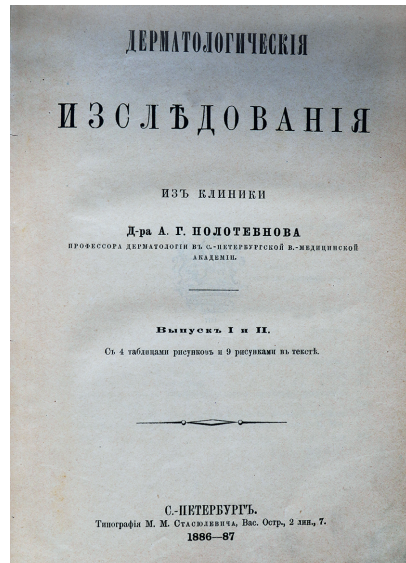 ДЕРМАТОЛОГИЧЕСКІЯ
ИЗСЛѢДОВАНІЯ
ИЗЪ КЛИНИКИ
Д-ра А. Г. ПОЛОТЕБНОВА
ПРОФЕССОРА ДЕРМАТОЛОГІИ ВЪ С.-ПЕТЕРБУРГСКОЙ В.-МЕДИЦИНСКОЙ
АКАДЕМІИ.
Выпускъ I и II.
Съ 4 таблицами рисунковъ и 9 рисунками въ текстѣ.
С.-ПЕТЕРБУРГЪ.
Типографія М. М. Стасюлевича, Вас. Остр., 2 лин., 7.
1886—87